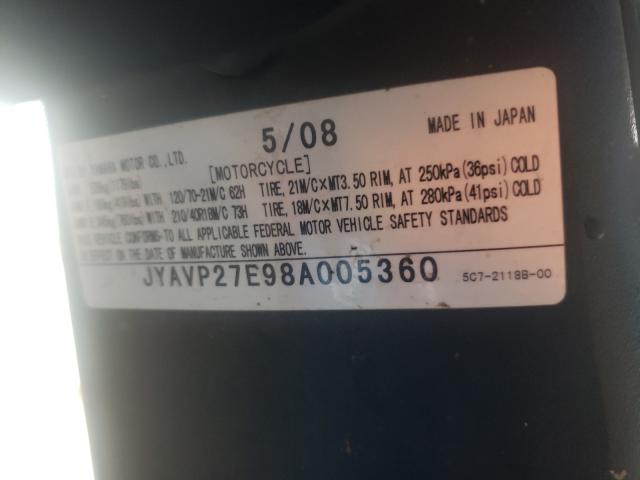 5/08
MADE IN JAPAN
BY YAMAHA MOTOR CO.,LTD.
[MOTORCYCLE]
WITH 120/70-21M/C 62H TIRE, 21M/C×MT3.50 RIM, AT 250kPa(36psi)COLD
WITH 210/40R18M/C 73H TIRE, 18M/C×MT7.50 RIM, AT 280kPa(41psi)COLD
THIS VEHICLE CONFORMS TO ALL APPLICABLE FEDERAL MOTOR VEHICLE SAFETY STANDARDS
IN EFFECT ON THE DATE OF MANUFACTURE SHOWN ABOVE.
JYAVP27E98A005360
5C7-2118B-00